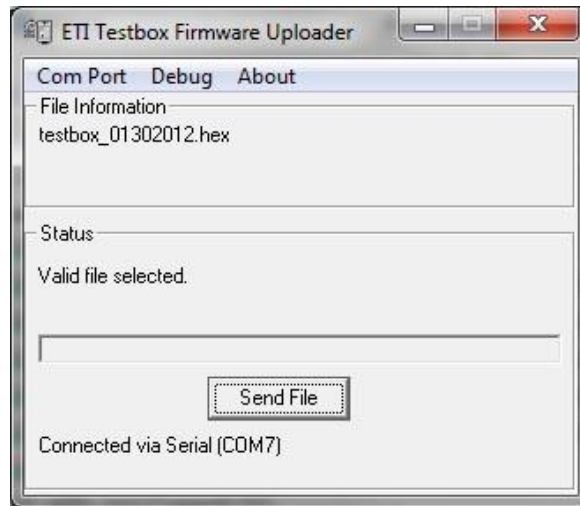 ETI Testbox Firmware Uploader
Com Port Debug About
File Information
testbox_01302012.hex
Status
Valid file selected.
Send File
Connected via Serial (COM7)